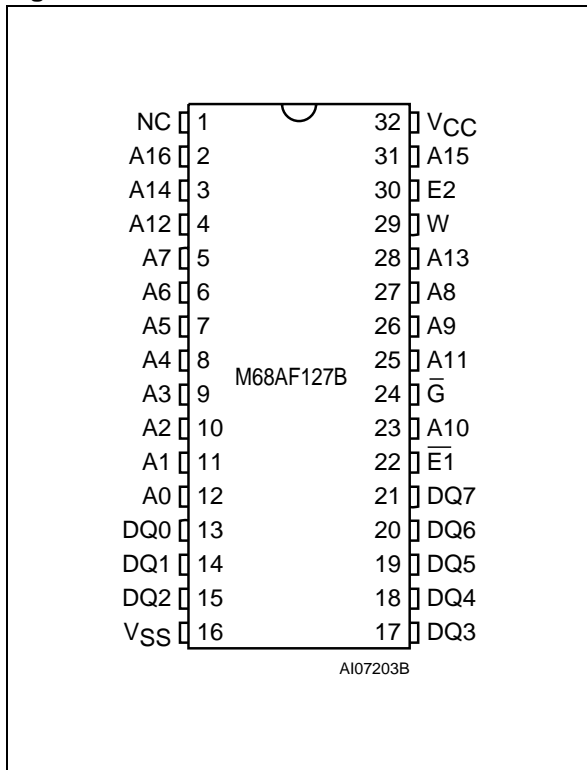 NC 1 32 VCC
A16 2 31 A15
A14 3 30 E2
A12 4 29 W
A7 5 28 A13
A6 6 27 A8
A5 7 26 A9
A4 8 25 A11
M68AF127B
A3 9 24 G̅
A2 10 23 A10
A1 11 22 E̅1̅
A0 12 21 DQ7
DQ0 13 20 DQ6
DQ1 14 19 DQ5
DQ2 15 18 DQ4
VSS 16 17 DQ3
AI07203B